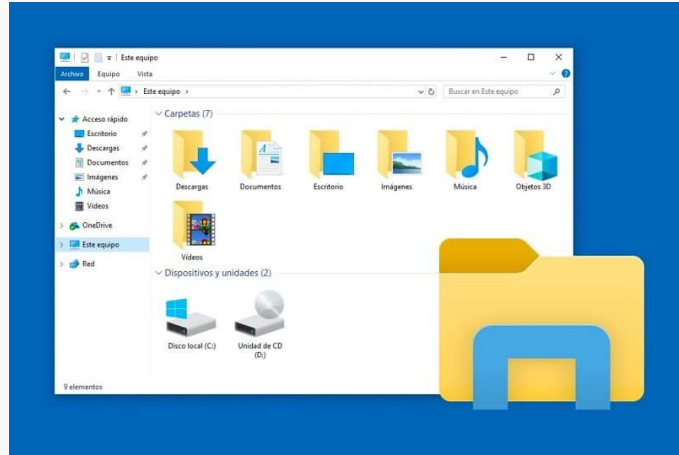 Este equipo
Archivo Equipo Vista
Este equipo
Buscar en Este equipo
Acceso rápido
Escritorio
Descargas
Documentos
Imágenes
Música
Vídeos
OneDrive
Este equipo
Red
Carpetas (7)
Descargas Documentos Escritorio Imágenes Música Objetos 3D
Vídeos
Dispositivos y unidades (2)
Disco local (C:) Unidad de CD
(D:)
9 elementos